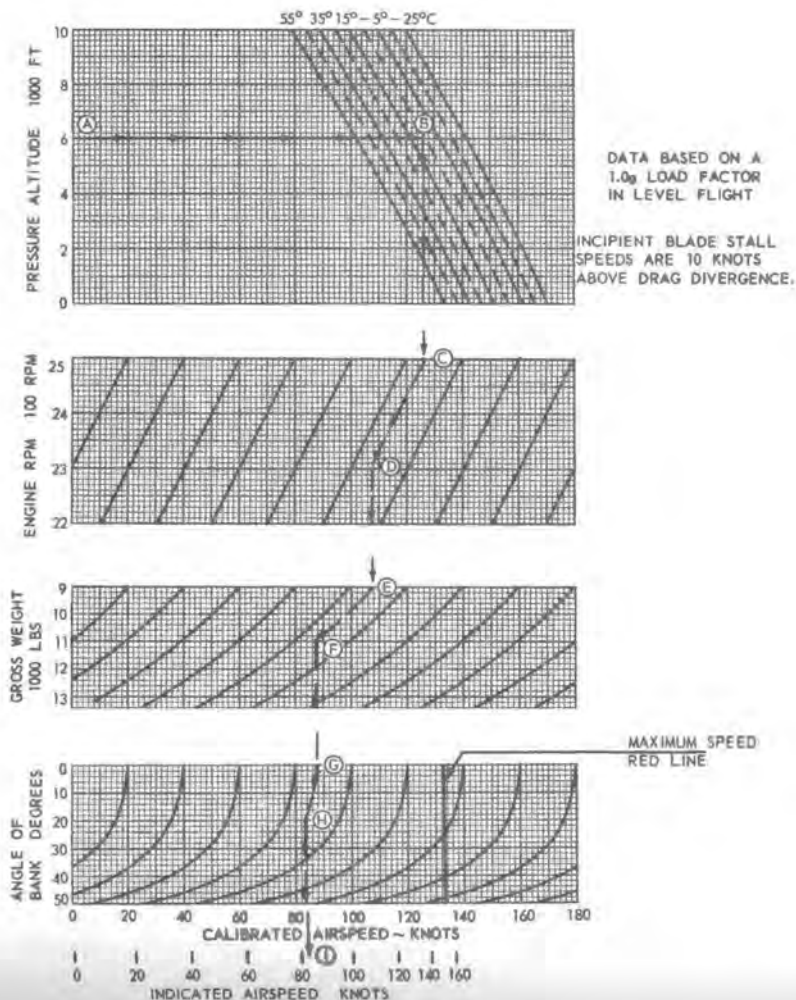 55° 35° 15° -5° -25°C
10
8
6
4
2
0
PRESSURE ALTITUDE 1000 FT
A
B
DATA BASED ON A
1.0g LOAD FACTOR
IN LEVEL FLIGHT
INCIPIENT BLADE STALL
SPEEDS ARE 10 KNOTS
ABOVE DRAG DIVERGENCE.
25
24
23
22
ENGINE RPM 100 RPM
C
D
9
10
11
12
13
GROSS WEIGHT
1000 LBS
E
F
MAXIMUM SPEED
RED LINE
0
10
20
30
40
50
ANGLE OF
BANK DEGREES
G
H
0 20 40 60 80 100 120 140 160 180
CALIBRATED AIRSPEED ~ KNOTS
I
0 20 40 60 80 100 120 140 160
INDICATED AIRSPEED KNOTS